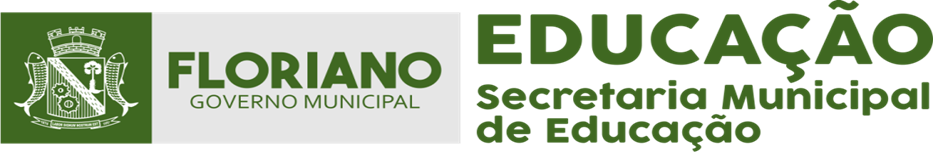 FLORIANO
GOVERNO MUNICIPAL
EDUCAÇÃO
Secretaria Municipal
de Educação